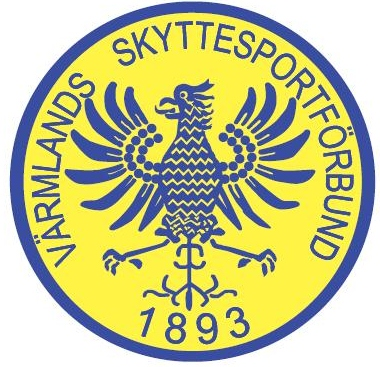 VÄRMLANDS SKYTTESPORTFÖRBUND
1893